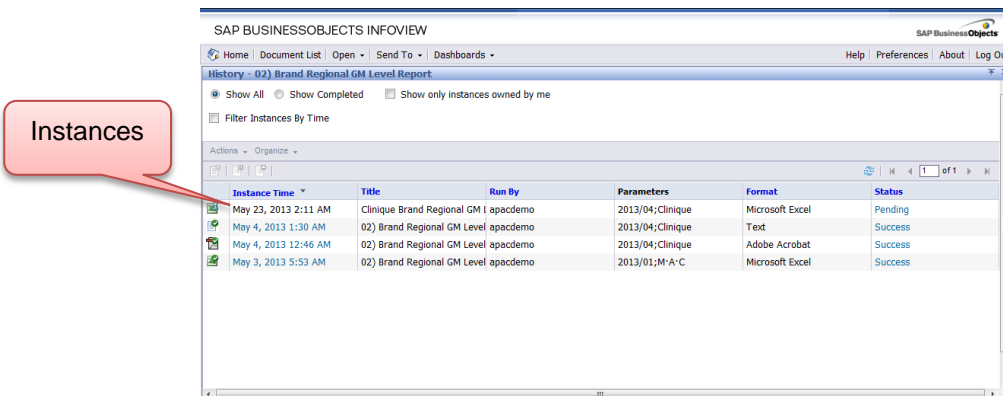 SAP BUSINESSOBJECTS INFOVIEW
SAP BusinessObjects
Home Document List Open Send To Dashboards Help Preferences About Log Ou
History - 02) Brand Regional GM Level Report
Show All Show Completed Show only instances owned by me
Filter Instances By Time
Instances
Actions Organize
1 of 1
Instance Time Title Run By Parameters Format Status
May 23, 2013 2:11 AM Clinique Brand Regional GM L apacdemo 2013/04;Clinique Microsoft Excel Pending
May 4, 2013 1:30 AM 02) Brand Regional GM Level apacdemo 2013/04;Clinique Text Success
May 4, 2013 12:46 AM 02) Brand Regional GM Level apacdemo 2013/04;Clinique Adobe Acrobat Success
May 3, 2013 5:53 AM 02) Brand Regional GM Level apacdemo 2013/01;M·A·C Microsoft Excel Success